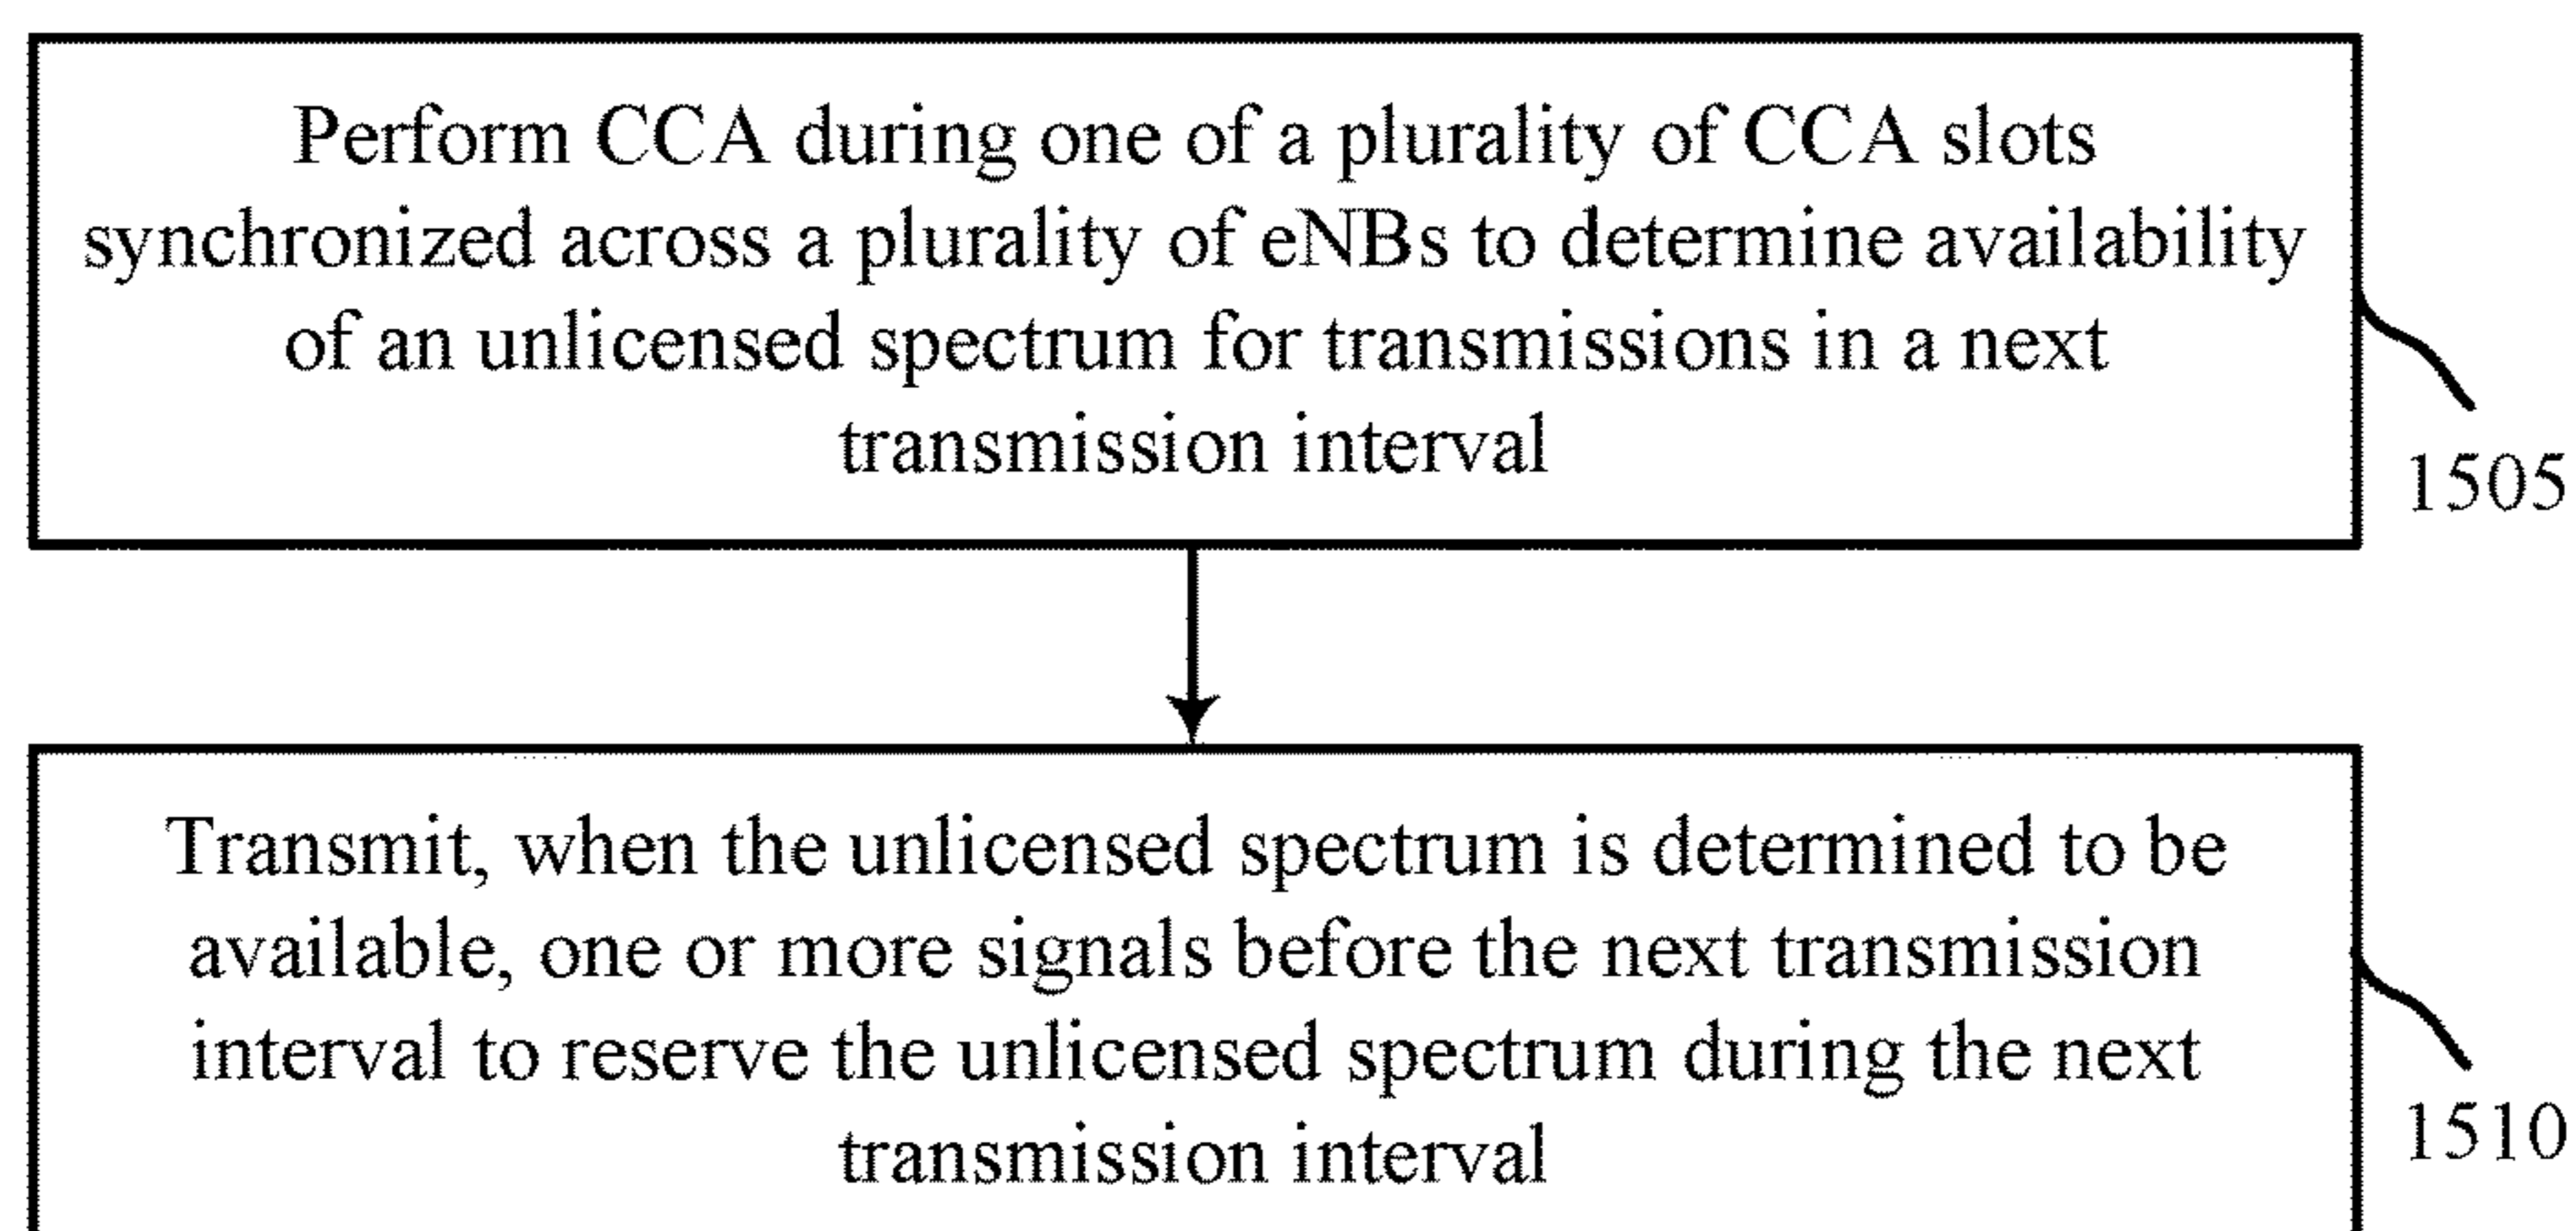 Perform CCA during one of a plurality of CCA slots
synchronized across a plurality of eNBs to determine availability
of an unlicensed spectrum for transmissions in a next
transmission interval
1505
Transmit, when the unlicensed spectrum is determined to be
available, one or more signals before the next transmission
interval to reserve the unlicensed spectrum during the next
transmission interval
1510